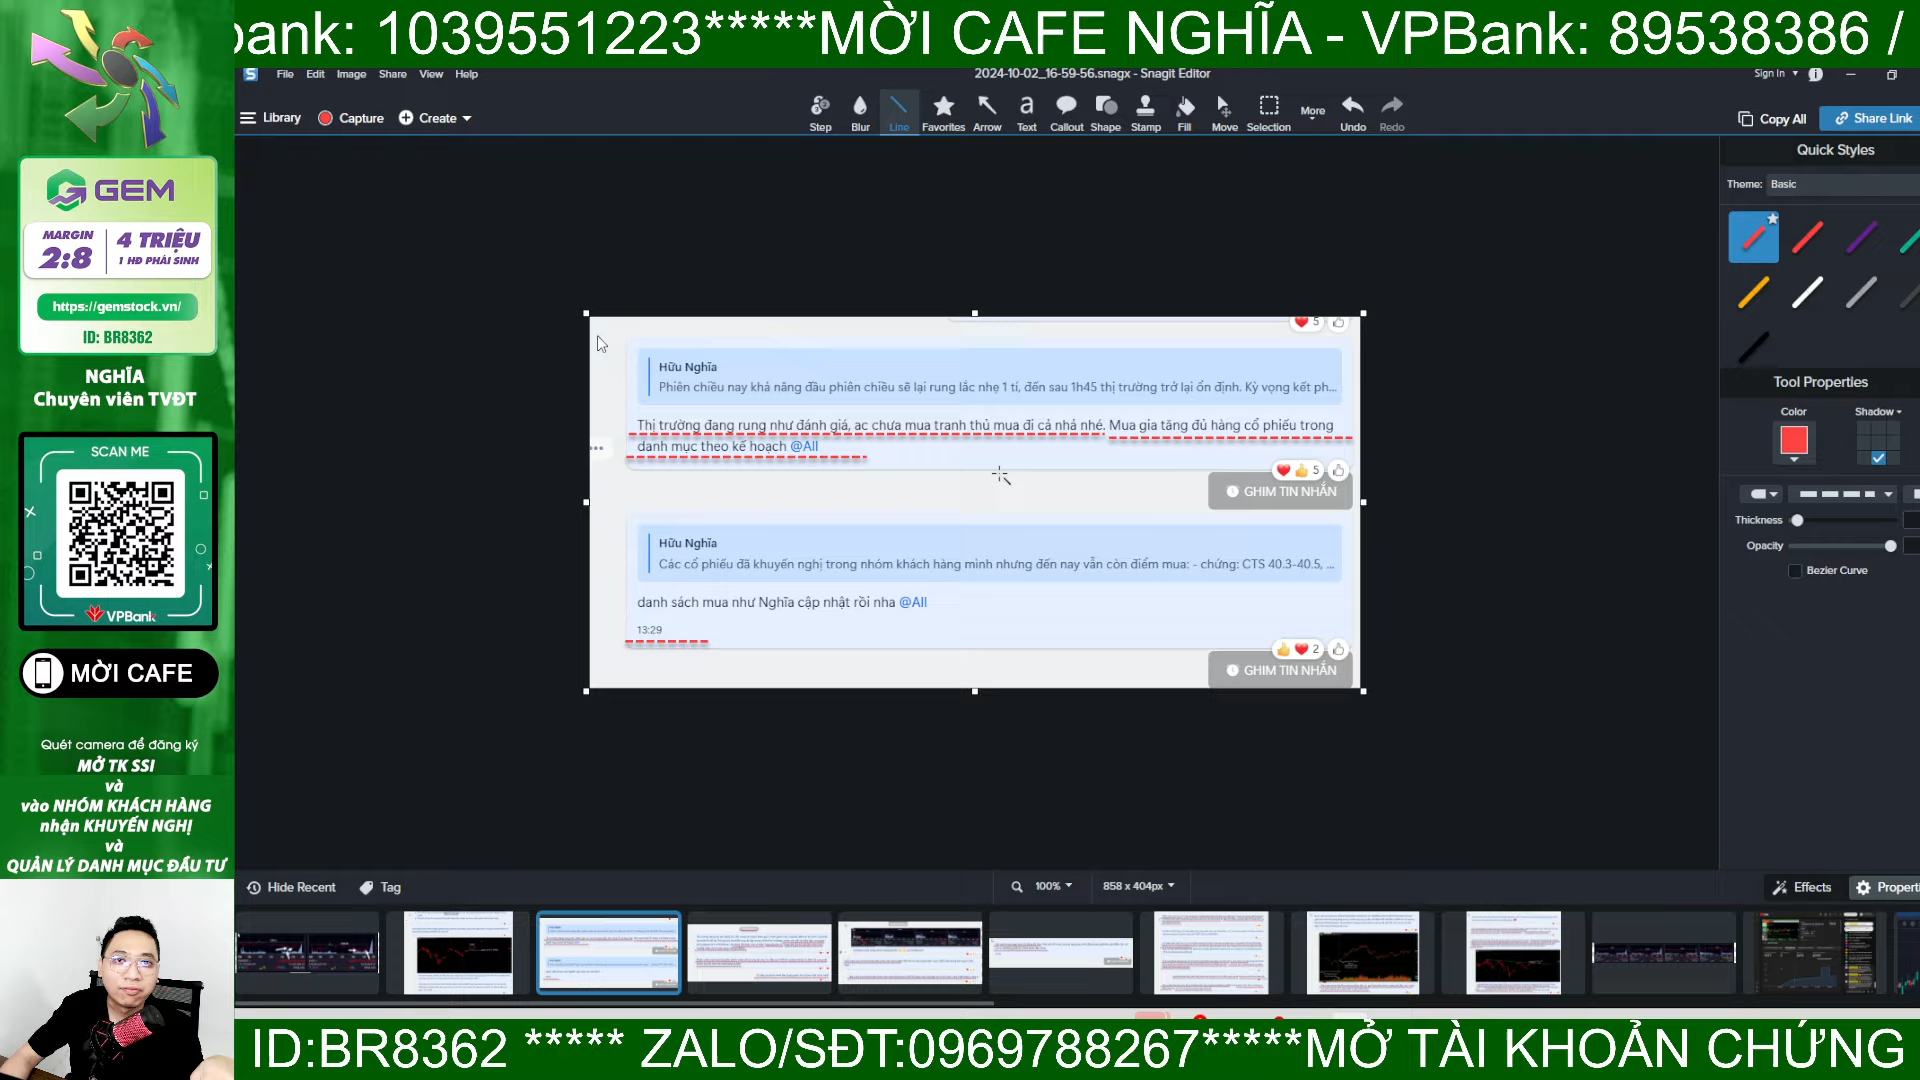 bank: 1039551223*****MỜI CAFE NGHĨA - VPBank: 89538386 /
File Edit Image Share View Help
2024-10-02_16-59-56.snagx - Snagit Editor
Sign In
Library Capture Create
Step Blur Line Favorites Arrow Text Callout Shape Stamp Fill Move Selection More Undo Redo
Copy All Share Link
Quick Styles
Theme: Basic
Tool Properties
Color Shadow
Thickness
Opacity
Bezier Curve
GEM
MARGIN 2:8
4 TRIỆU
1 HĐ PHÁI SINH
https://gemstock.vn/
ID: BR8362
NGHĨA
Chuyên viên TVĐT
SCAN ME
VPBank
MỜI CAFE
Quét camera để đăng ký
MỞ TK SSI
và
vào NHÓM KHÁCH HÀNG
nhận KHUYẾN NGHỊ
và
QUẢN LÝ DANH MỤC ĐẦU TƯ
5
Hữu Nghĩa
Phiên chiều nay khả năng đầu phiên chiều sẽ lại rung lắc nhẹ 1 tí, đến sau 1h45 thị trường trở lại ổn định. Kỳ vọng kết ph...
Thị trường đang rung như đánh giá, ac chưa mua tranh thủ mua đi cả nhà nhé. Mua gia tăng đủ hàng cổ phiếu trong
danh mục theo kế hoạch @All
5
GHIM TIN NHẮN
Hữu Nghĩa
Các cổ phiếu đã khuyến nghị trong nhóm khách hàng mình nhưng đến nay vẫn còn điểm mua: - chứng: CTS 40.3-40.5, ...
danh sách mua như Nghĩa cập nhật rồi nha @All
13:29
2
GHIM TIN NHẮN
Hide Recent Tag
100% 858 x 404px
Effects Properti
ID:BR8362 ***** ZALO/SĐT:0969788267*****MỞ TÀI KHOẢN CHỨNG